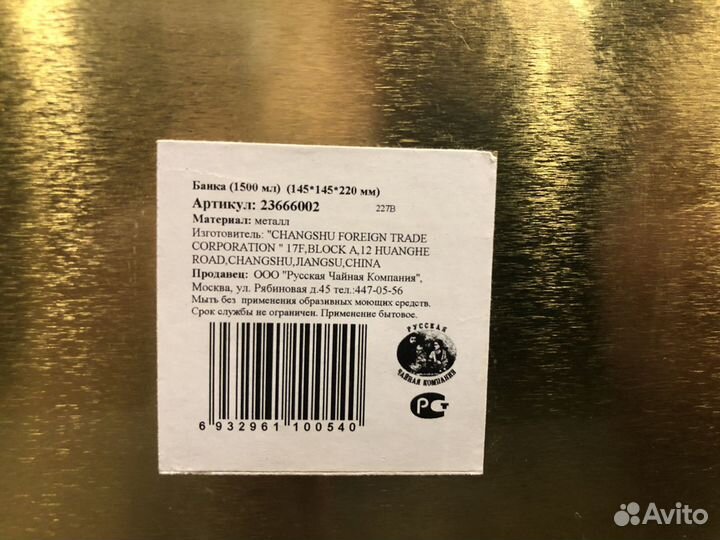 Банка (1500 мл) (145*145*220 мм)
Артикул: 23666002 227В
Материал: металл
Изготовитель: "CHANGSHU FOREIGN TRADE
CORPORATION " 17F,BLOCK A,12 HUANGHE
ROAD,CHANGSHU,JIANGSU,CHINA
Продавец: ООО "Русская Чайная Компания",
Москва, ул. Рябиновая д.45 тел.:447-05-56
Мыть без применения образивных моющих средств.
Срок службы не ограничен. Применение бытовое.
РУССКАЯ
ЧАЙНАЯ КОМПАНИЯ
РСТ
6 932961 100540
Avito